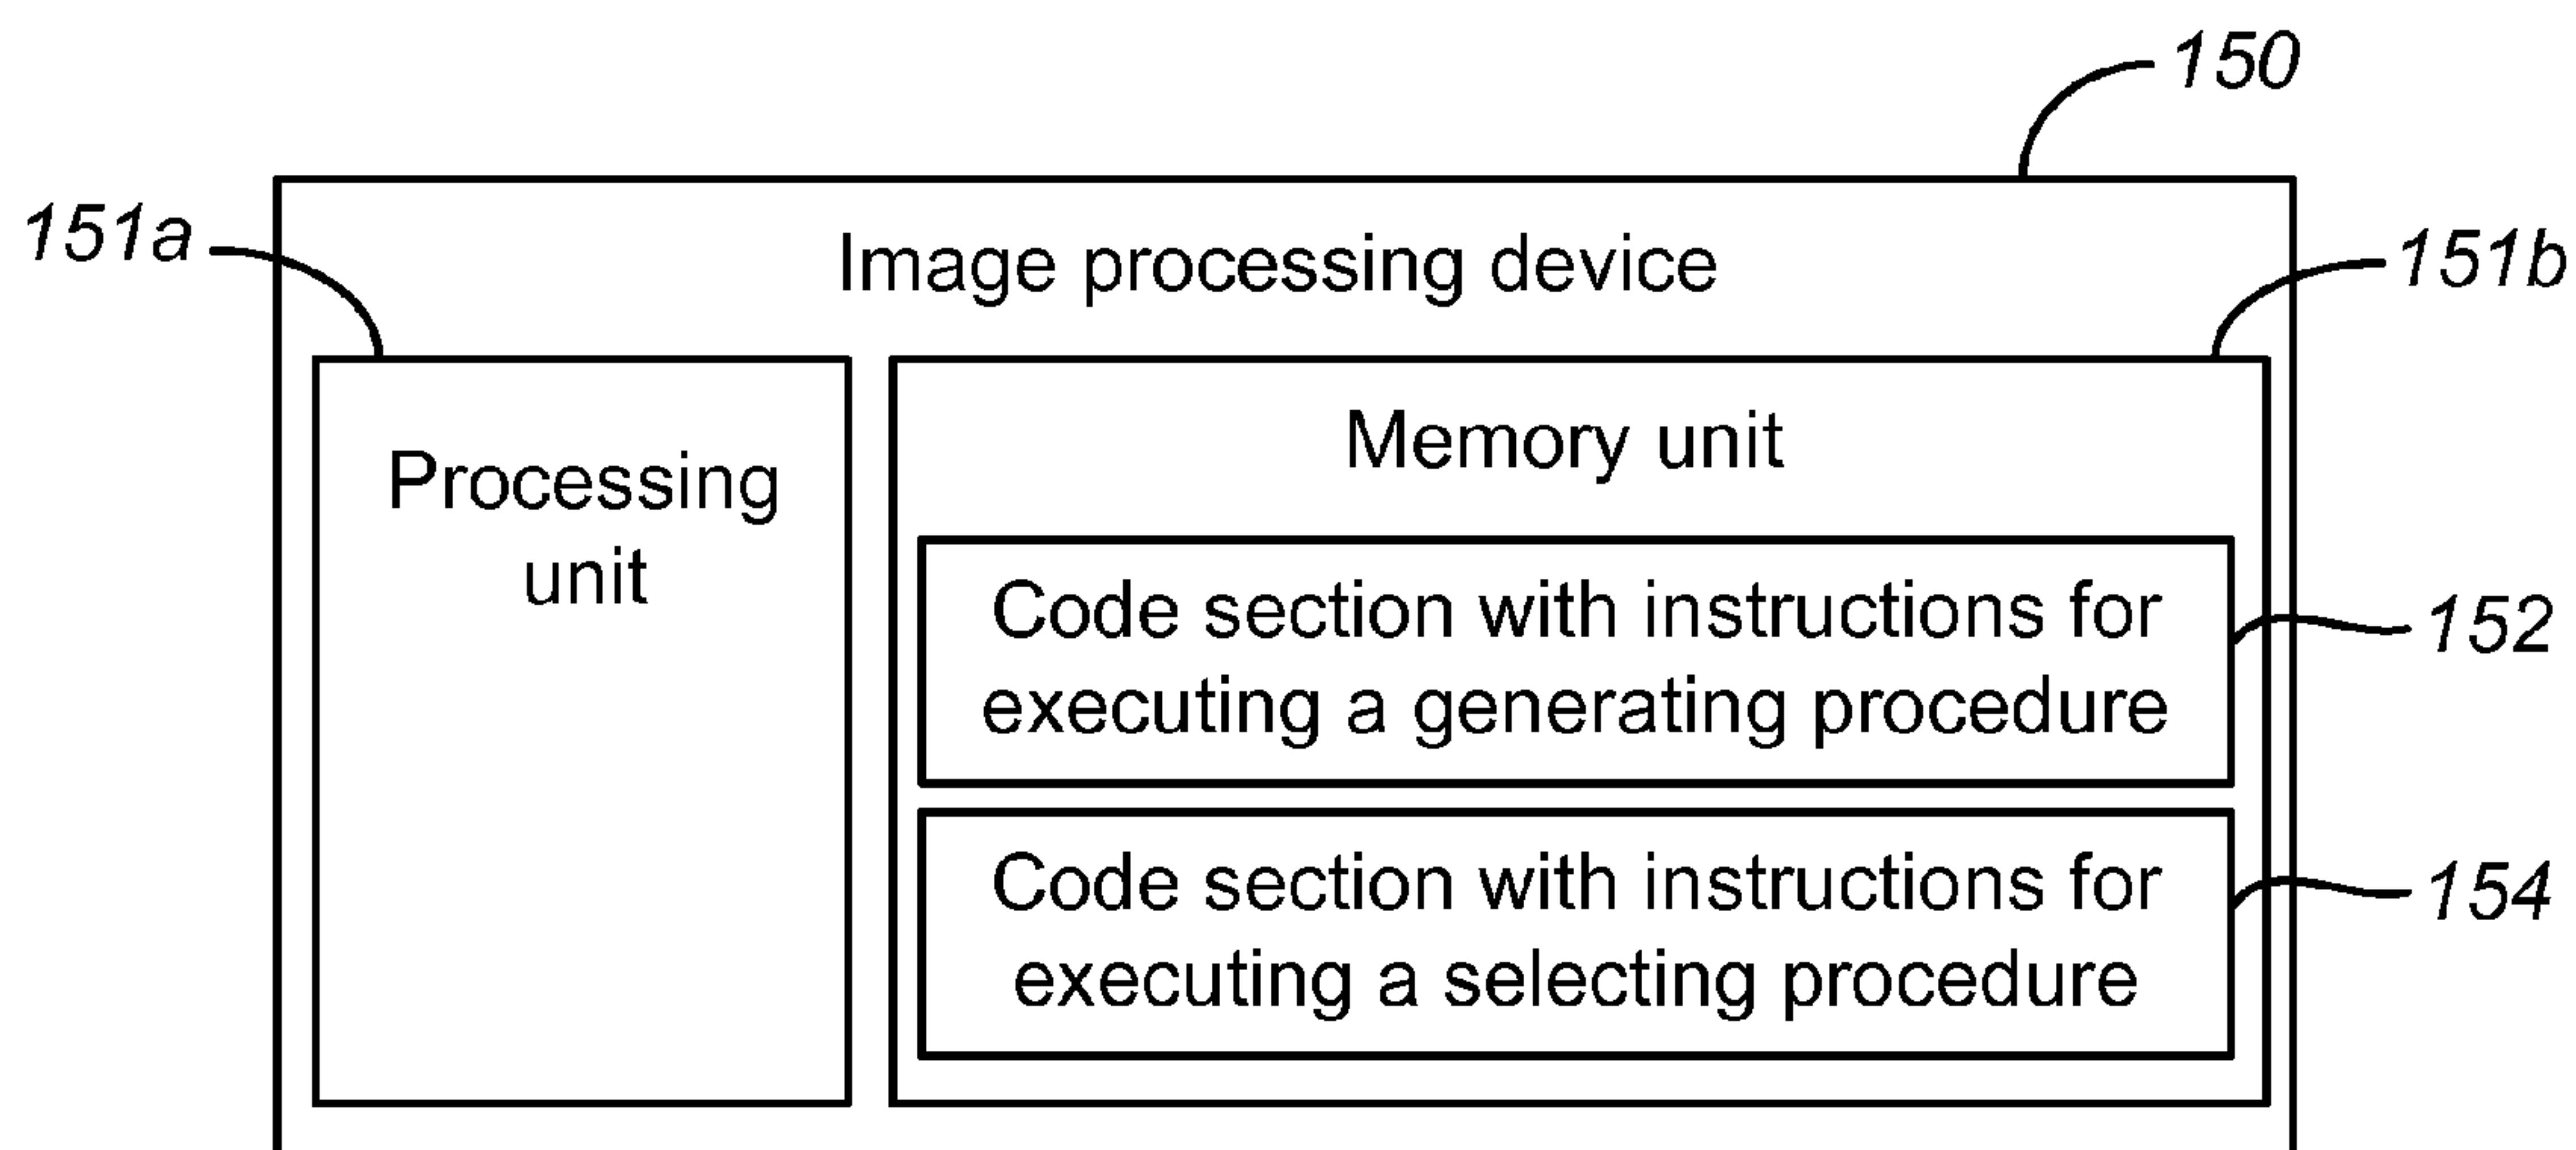 150
151a
Image processing device
151b
Memory unit
Processing
unit
Code section with instructions for
executing a generating procedure
152
Code section with instructions for
executing a selecting procedure
154